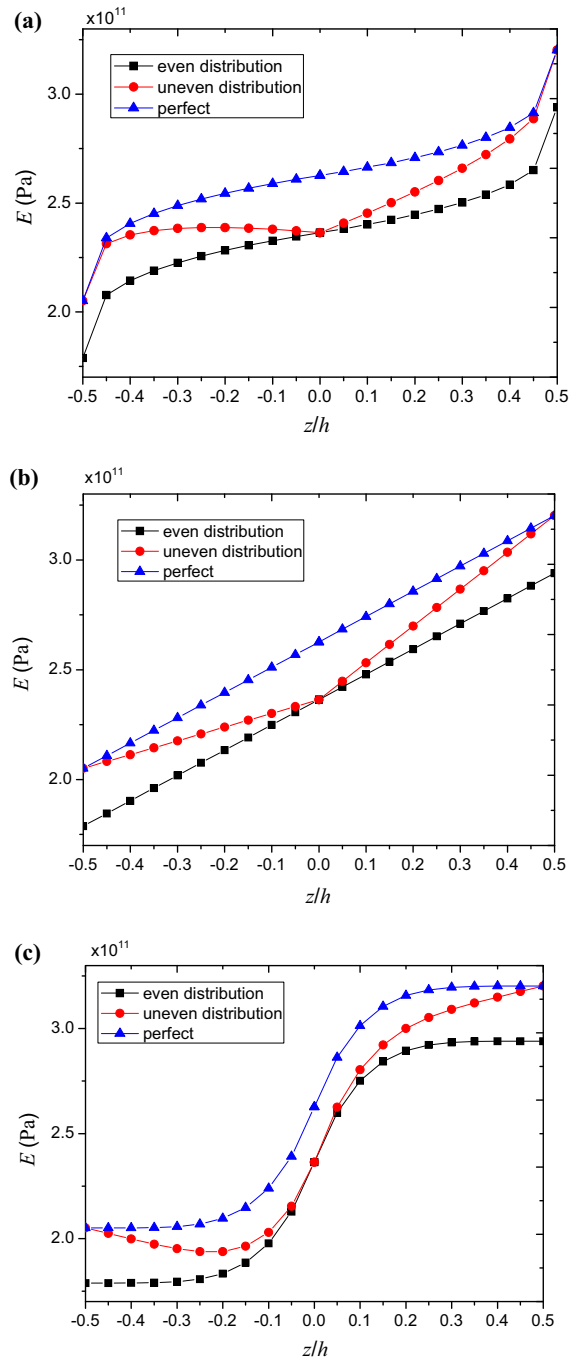 (a)
x10^11
even distribution
uneven distribution
perfect
3.0
2.5
2.0
E (Pa)
-0.5 -0.4 -0.3 -0.2 -0.1 0.0 0.1 0.2 0.3 0.4 0.5
z/h
(b)
x10^11
even distribution
uneven distribution
perfect
3.0
2.5
2.0
E (Pa)
-0.5 -0.4 -0.3 -0.2 -0.1 0.0 0.1 0.2 0.3 0.4 0.5
z/h
(c)
x10^11
even distribution
uneven distribution
perfect
3.0
2.5
2.0
E (Pa)
-0.5 -0.4 -0.3 -0.2 -0.1 0.0 0.1 0.2 0.3 0.4 0.5
z/h